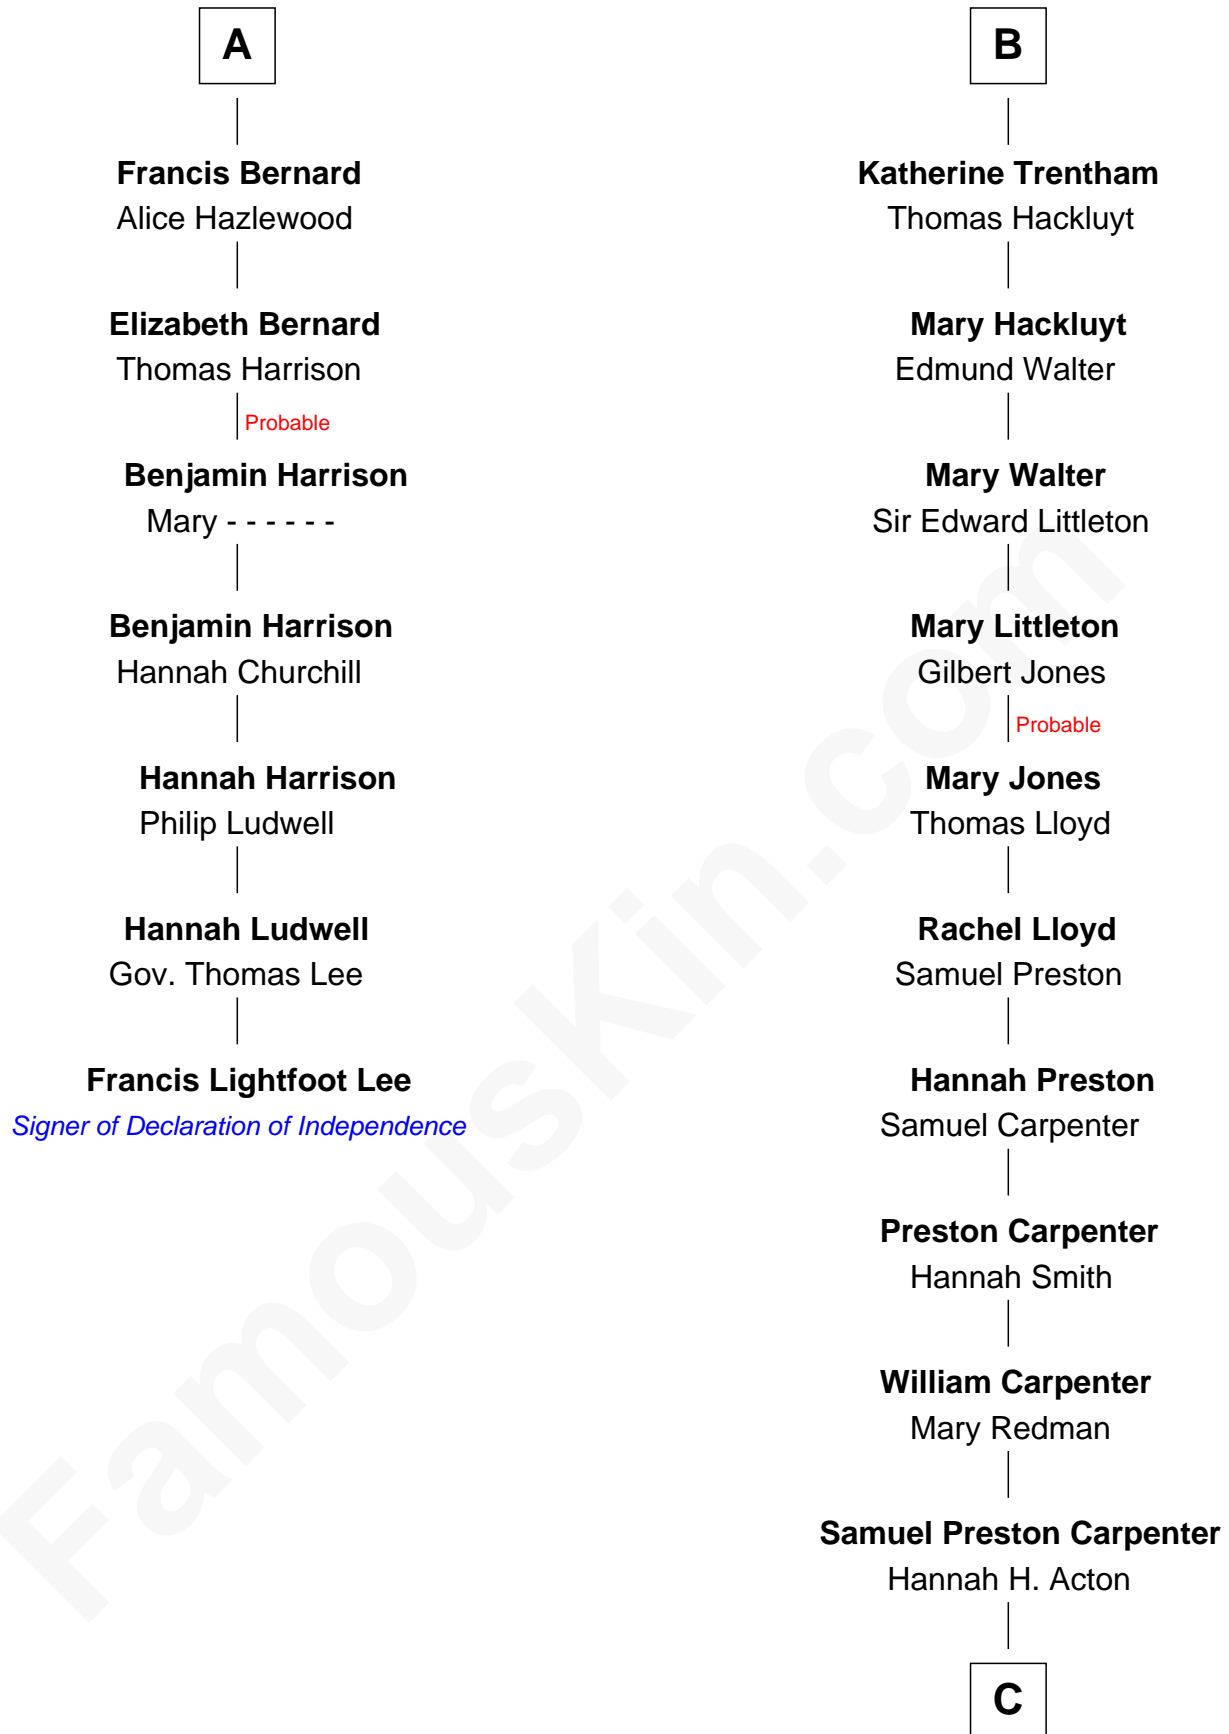 A
Francis Bernard
Alice Hazlewood
Elizabeth Bernard
Thomas Harrison
Probable
Benjamin Harrison
Mary - - - - - -
Benjamin Harrison
Hannah Churchill
Hannah Harrison
Philip Ludwell
Hannah Ludwell
Gov. Thomas Lee
Francis Lightfoot Lee
Signer of Declaration of Independence
B
Katherine Trentham
Thomas Hackluyt
Mary Hackluyt
Edmund Walter
Mary Walter
Sir Edward Littleton
Mary Littleton
Gilbert Jones
Probable
Mary Jones
Thomas Lloyd
Rachel Lloyd
Samuel Preston
Hannah Preston
Samuel Carpenter
Preston Carpenter
Hannah Smith
William Carpenter
Mary Redman
Samuel Preston Carpenter
Hannah H. Acton
C
FamousKin.com